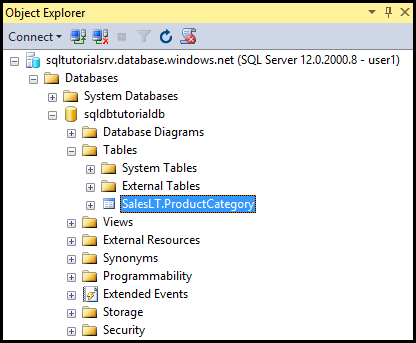 Object Explorer
Connect
sqltutorialsrv.database.windows.net (SQL Server 12.0.2000.8 - user1)
Databases
System Databases
sqldbtutorialdb
Database Diagrams
Tables
System Tables
External Tables
SalesLT.ProductCategory
Views
External Resources
Synonyms
Programmability
Extended Events
Storage
Security